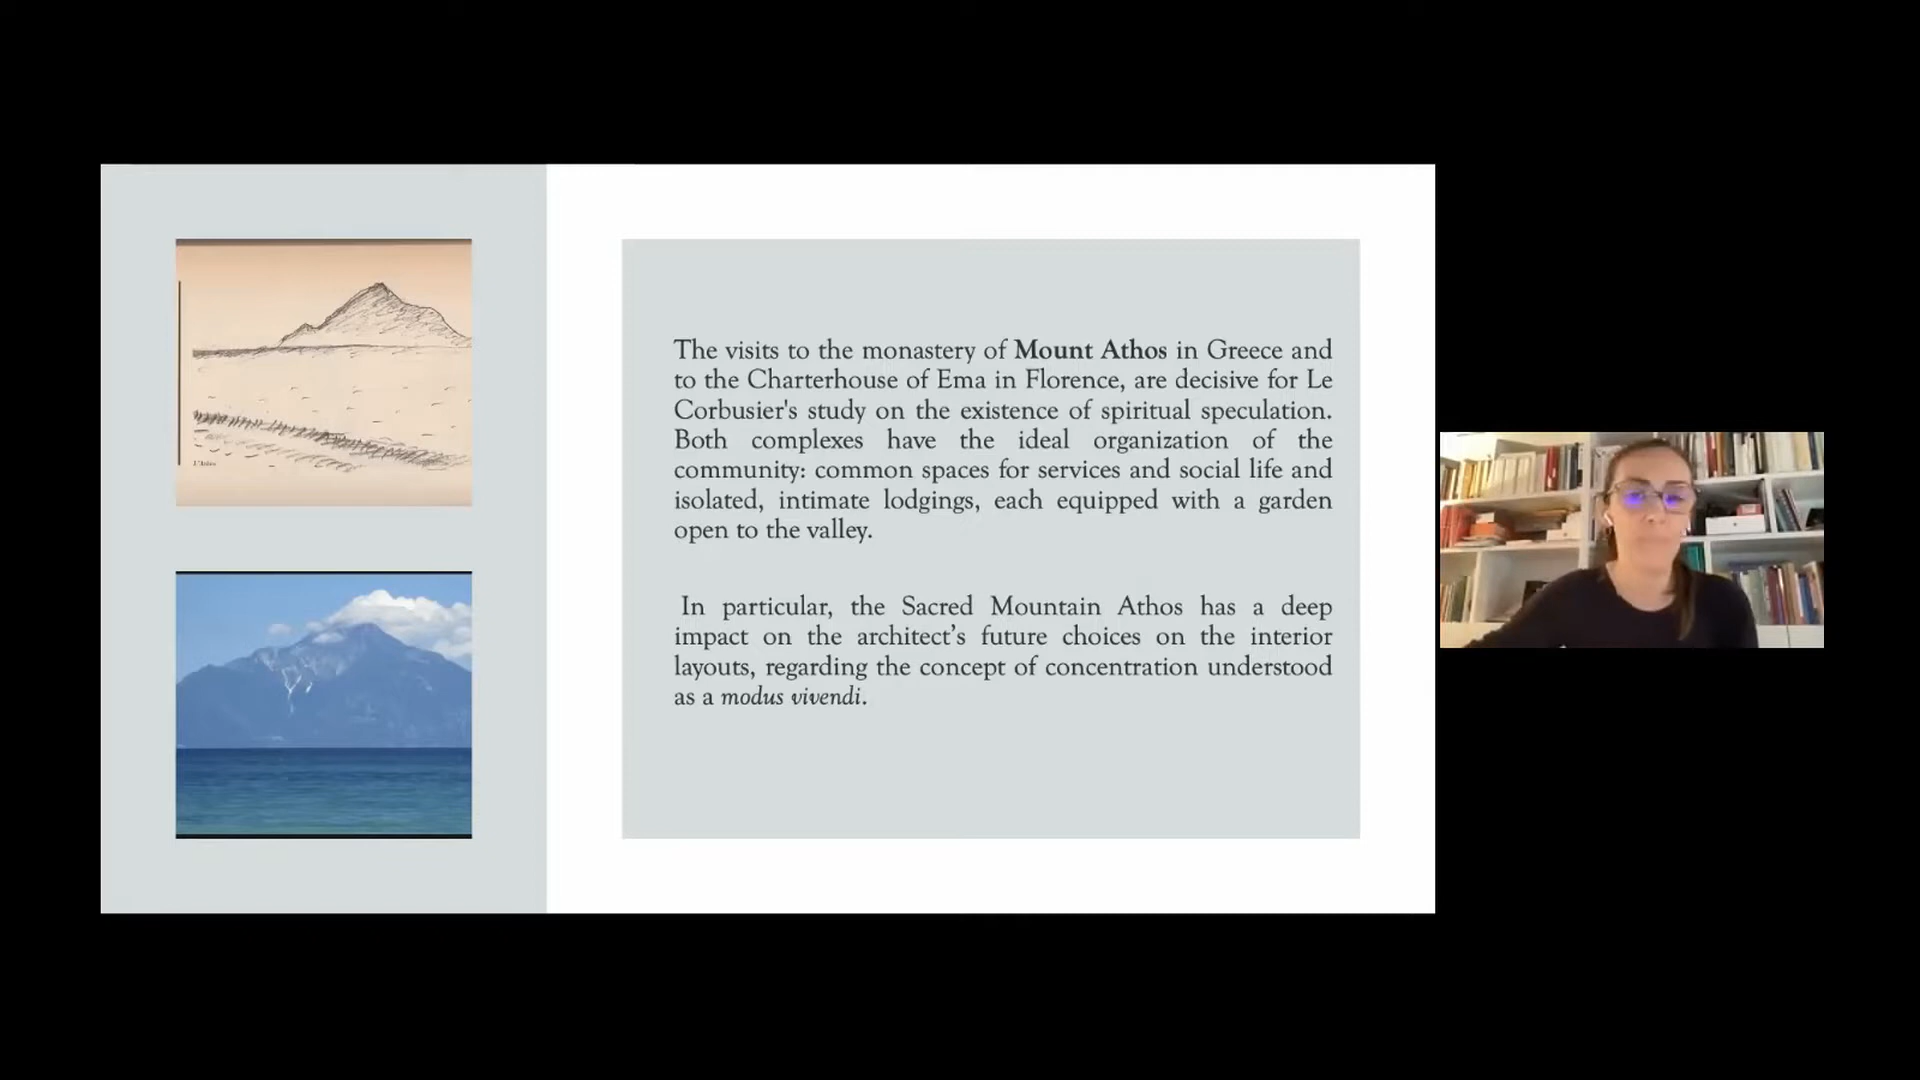 L'Athos
The visits to the monastery of Mount Athos in Greece and
to the Charterhouse of Ema in Florence, are decisive for Le
Corbusier's study on the existence of spiritual speculation.
Both complexes have the ideal organization of the
community: common spaces for services and social life and
isolated, intimate lodgings, each equipped with a garden
open to the valley.
In particular, the Sacred Mountain Athos has a deep
impact on the architect’s future choices on the interior
layouts, regarding the concept of concentration understood
as a modus vivendi.